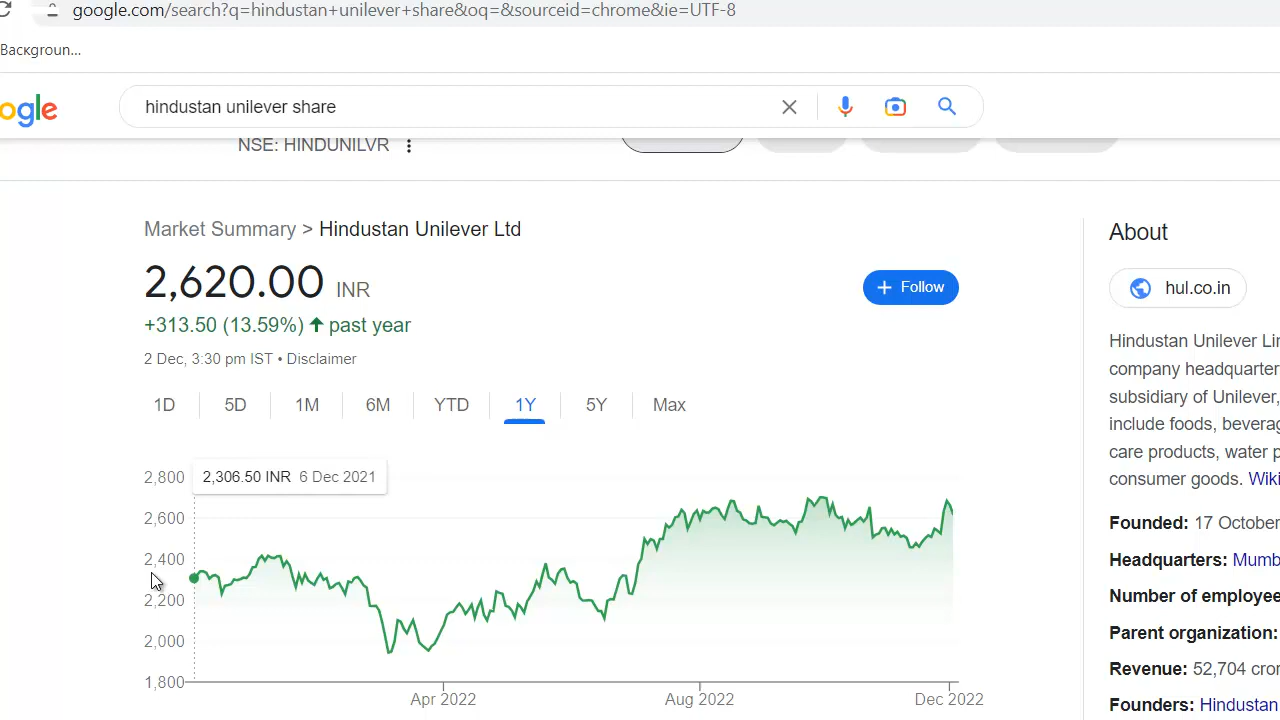 google.com/search?q=hindustan+unilever+share&oq=&sourceid=chrome&ie=UTF-8
Backgroun...
ogle
hindustan unilever share
NSE: HINDUNILVR
Market Summary > Hindustan Unilever Ltd
2,620.00 INR
+ Follow
+313.50 (13.59%) ↑ past year
2 Dec, 3:30 pm IST • Disclaimer
1D 5D 1M 6M YTD 1Y 5Y Max
2,306.50 INR 6 Dec 2021
2,800
2,600
2,400
2,200
2,000
1,800
Apr 2022 Aug 2022 Dec 2022
About
hul.co.in
Hindustan Unilever Li
company headquarter
subsidiary of Unilever,
include foods, beverag
care products, water p
consumer goods. Wiki
Founded: 17 October
Headquarters: Mumb
Number of employee
Parent organization:
Revenue: 52,704 cror
Founders: Hindustan